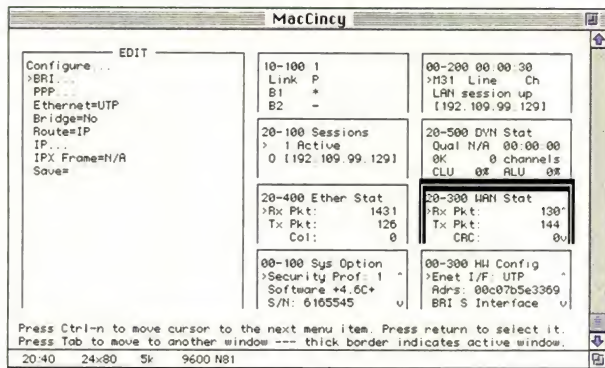 MacCincy
EDIT
Configure...
>BRI...
PPP...
Ethernet=UTP
Bridge=No
Route=IP
IP...
IPX Frame=N/A
Save=
10-100 1
Link P
B1 *
B2 -
00-200 00:00:30
>M31 Line Ch
LAN session up
[192.109.99.129]
20-100 Sessions
> 1 Active
O [192.109.99.129]
20-500 DYN Stat
Qual N/A 00:00:00
0K 0 channels
CLU 0% ALU 0%
20-400 Ether Stat
>Rx Pkt: 1431
Tx Pkt: 126
Col: 0
20-300 WAN Stat
>Rx Pkt: 130^
Tx Pkt: 144
CRC: 0v
00-100 Sys Option
>Security Prof: 1 ^
Software +4.6C+
S/N: 6165545 v
00-300 HW Config
>Enet I/F: UTP ^
Adrs: 00c07b5e3369
BRI S Interface v
Press Ctrl-n to move cursor to the next menu item. Press return to select it.
Press Tab to move to another window --- thick border indicates active window.
20:40 24x80 5k 9600 N81